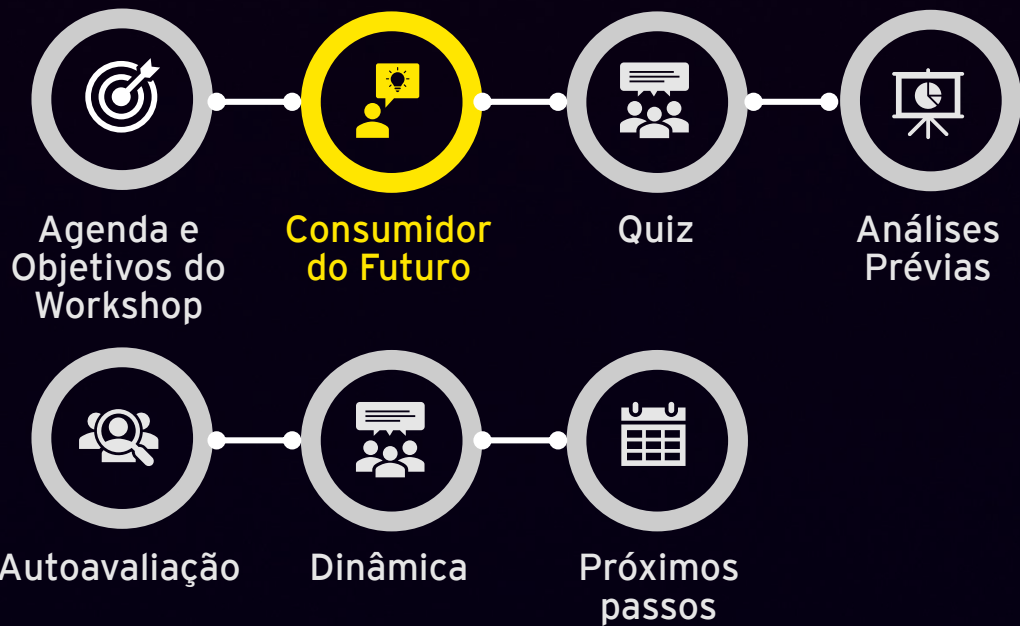 Agenda e
Objetivos do
Workshop
Consumidor
do Futuro
Quiz
Análises
Prévias
Autoavaliação
Dinâmica
Próximos
passos